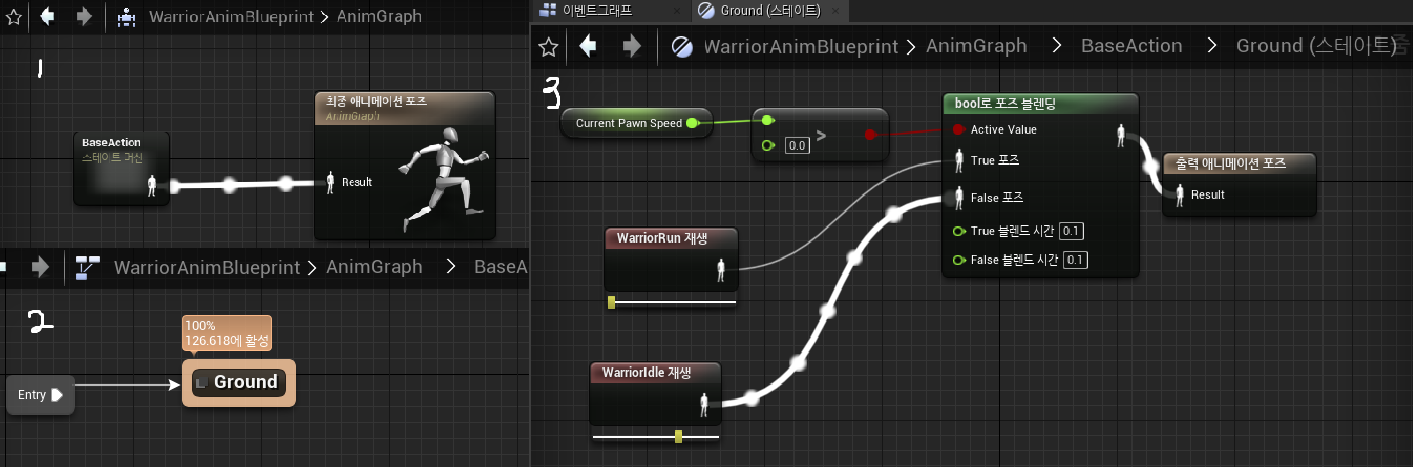 WarriorAnimBlueprint > AnimGraph
1
최종 애니메이션 포즈
AnimGraph
BaseAction
스테이트 머신
Result
WarriorAnimBlueprint > AnimGraph > BaseA
2
100%
126.618에 활성
Ground
Entry
이벤트그래프
Ground (스테이트)
WarriorAnimBlueprint > AnimGraph > BaseAction > Ground (스테이트)
줌
3
Current Pawn Speed
0.0
>
bool로 포즈 블렌딩
Active Value
True 포즈
False 포즈
True 블렌드 시간 0.1
False 블렌드 시간 0.1
출력 애니메이션 포즈
Result
WarriorRun 재생
WarriorIdle 재생